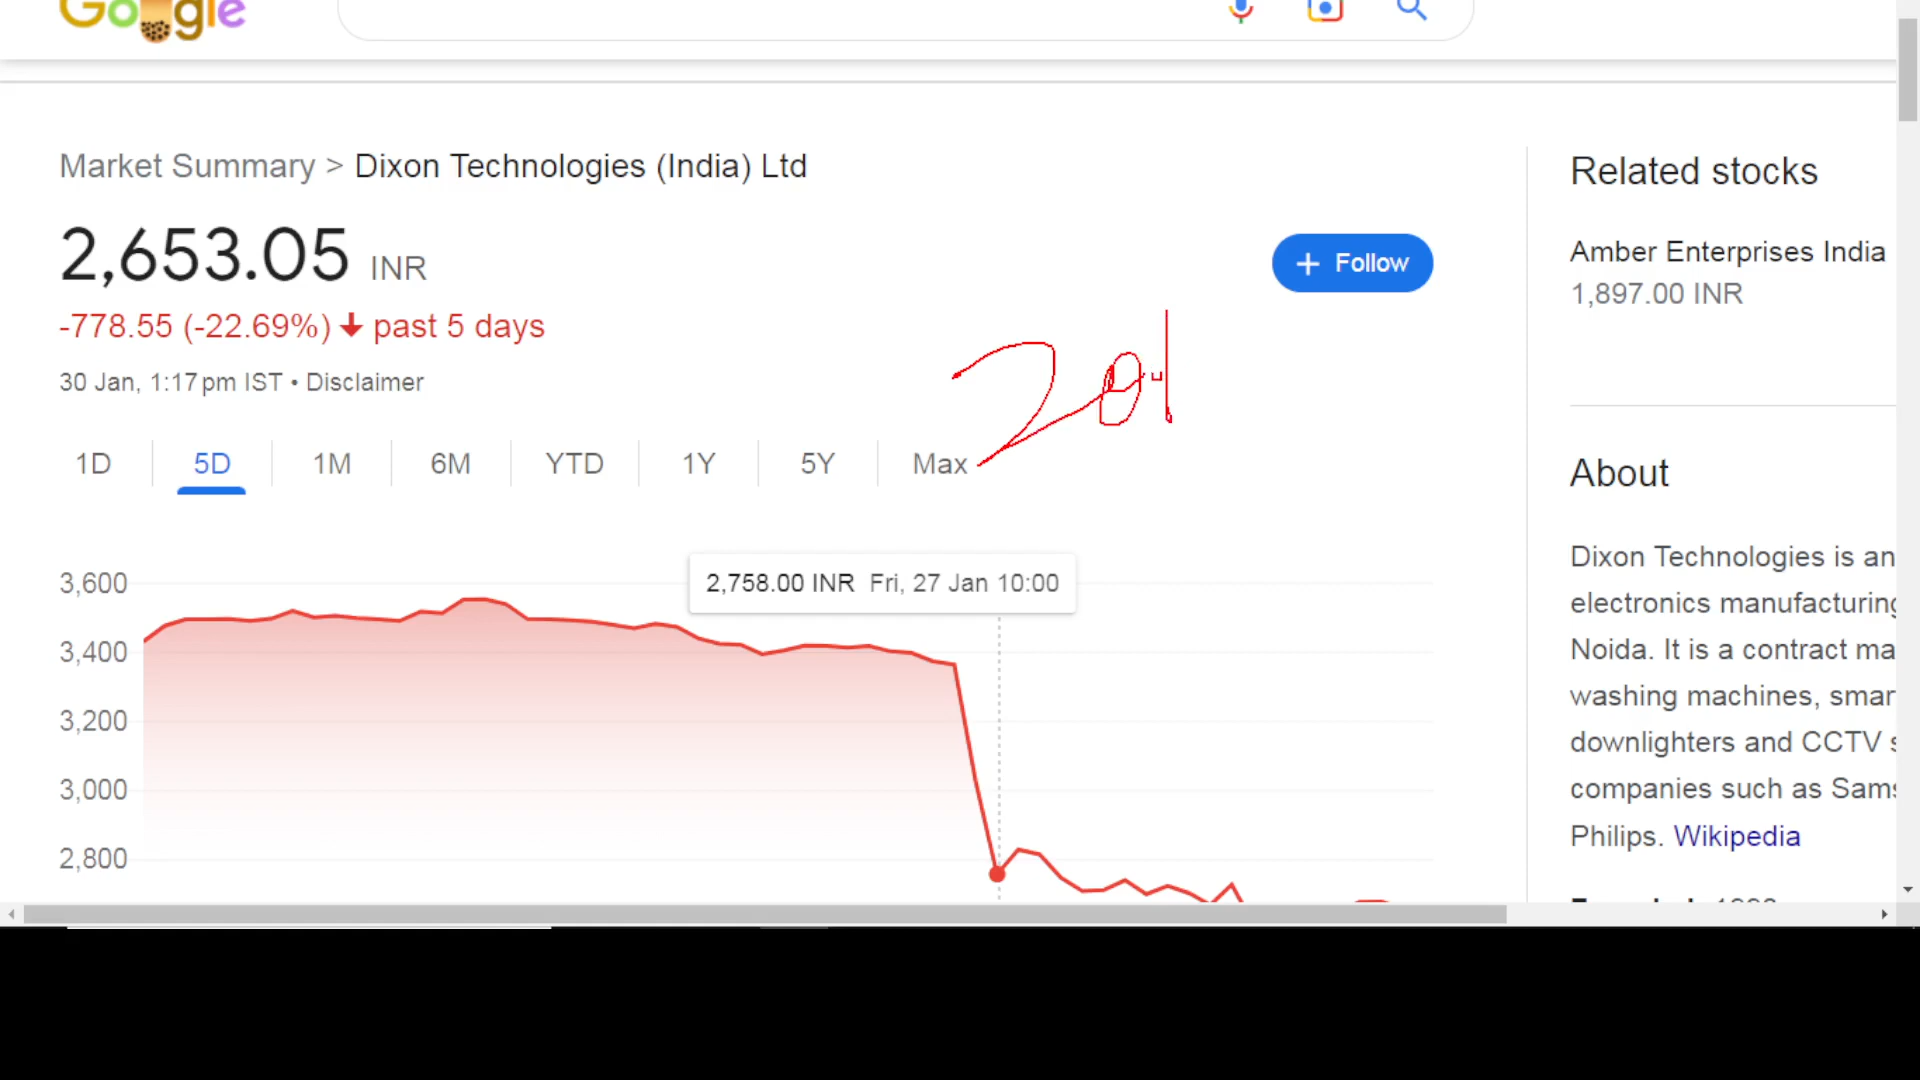 Google
Market Summary > Dixon Technologies (India) Ltd
2,653.05 INR
+ Follow
-778.55 (-22.69%) past 5 days
30 Jan, 1:17 pm IST • Disclaimer
1D 5D 1M 6M YTD 1Y 5Y Max
2,758.00 INR Fri, 27 Jan 10:00
3,600
3,400
3,200
3,000
2,800
Related stocks
Amber Enterprises India
1,897.00 INR
About
Dixon Technologies is an
electronics manufacturing
Noida. It is a contract ma
washing machines, smar
downlighters and CCTV s
companies such as Sams
Philips. Wikipedia